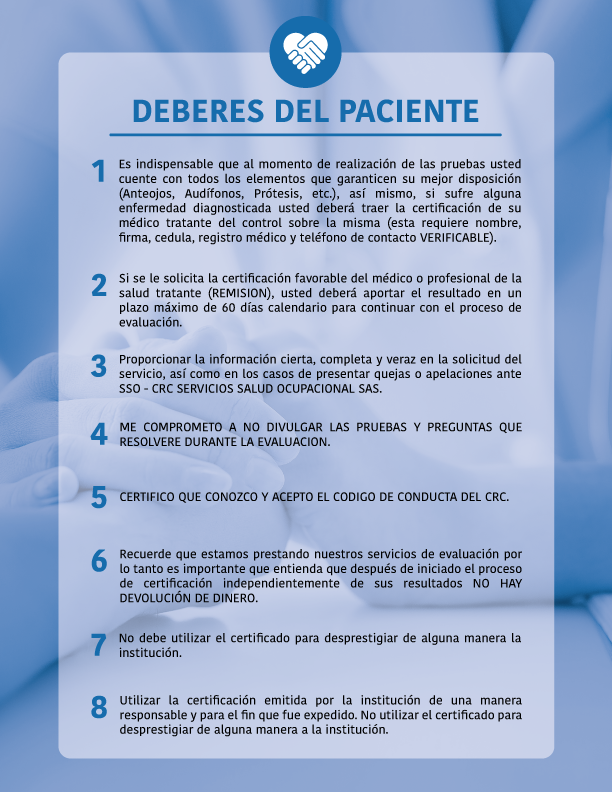 DEBERES DEL PACIENTE
1 Es indispensable que al momento de realización de las pruebas usted
cuente con todos los elementos que garanticen su mejor disposición
(Anteojos, Audífonos, Prótesis, etc.), así mismo, si sufre alguna
enfermedad diagnosticada usted deberá traer la certificación de su
médico tratante del control sobre la misma (esta requiere nombre,
firma, cedula, registro médico y teléfono de contacto VERIFICABLE).
2 Si se le solicita la certificación favorable del médico o profesional de la
salud tratante (REMISION), usted deberá aportar el resultado en un
plazo máximo de 60 días calendario para continuar con el proceso de
evaluación.
3 Proporcionar la información cierta, completa y veraz en la solicitud del
servicio, así como en los casos de presentar quejas o apelaciones ante
SSO - CRC SERVICIOS SALUD OCUPACIONAL SAS.
4 ME COMPROMETO A NO DIVULGAR LAS PRUEBAS Y PREGUNTAS QUE
RESOLVERE DURANTE LA EVALUACION.
5 CERTIFICO QUE CONOZCO Y ACEPTO EL CODIGO DE CONDUCTA DEL CRC.
6 Recuerde que estamos prestando nuestros servicios de evaluación por
lo tanto es importante que entienda que después de iniciado el proceso
de certificación independientemente de sus resultados NO HAY
DEVOLUCIÓN DE DINERO.
7 No debe utilizar el certificado para desprestigiar de alguna manera la
institución.
8 Utilizar la certificación emitida por la institución de una manera
responsable y para el fin que fue expedido. No utilizar el certificado para
desprestigiar de alguna manera a la institución.